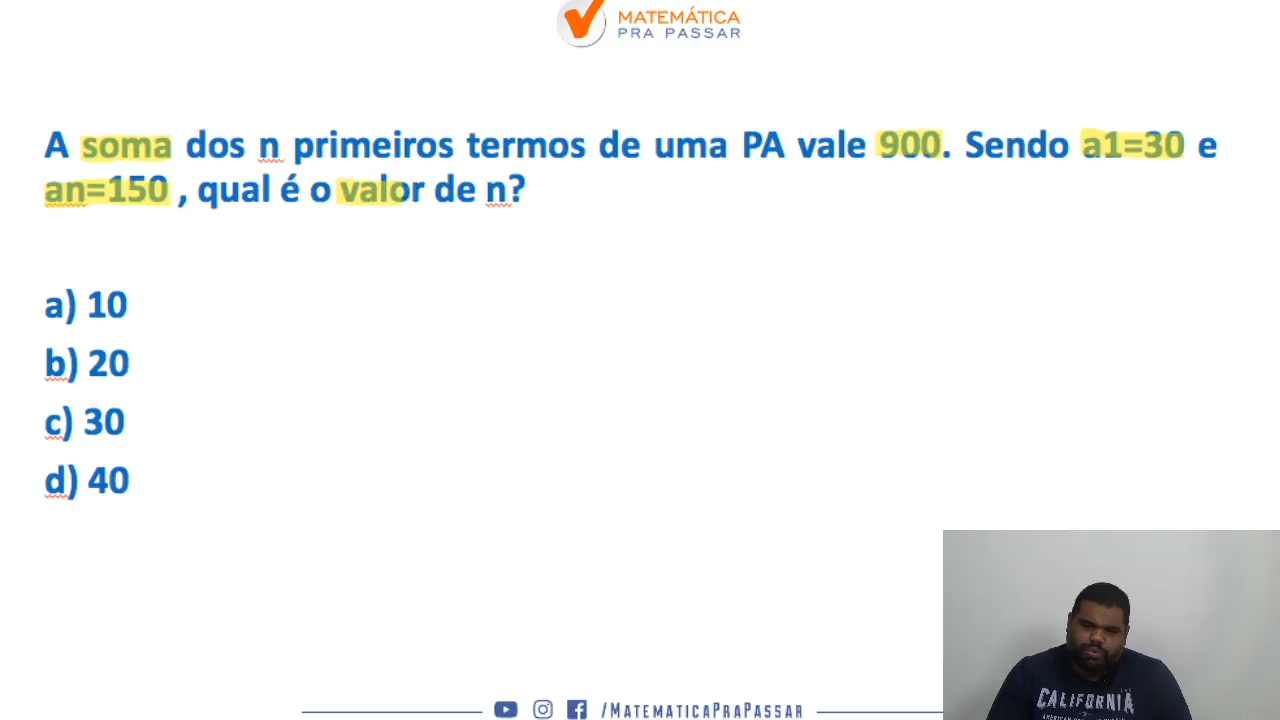 MATEMÁTICA
PRA PASSAR
A soma dos n primeiros termos de uma PA vale 900. Sendo a1=30 e
an=150 , qual é o valor de n?
a) 10
b) 20
c) 30
d) 40
CALIFORNIA
/MATEMATICAPRAPASSAR